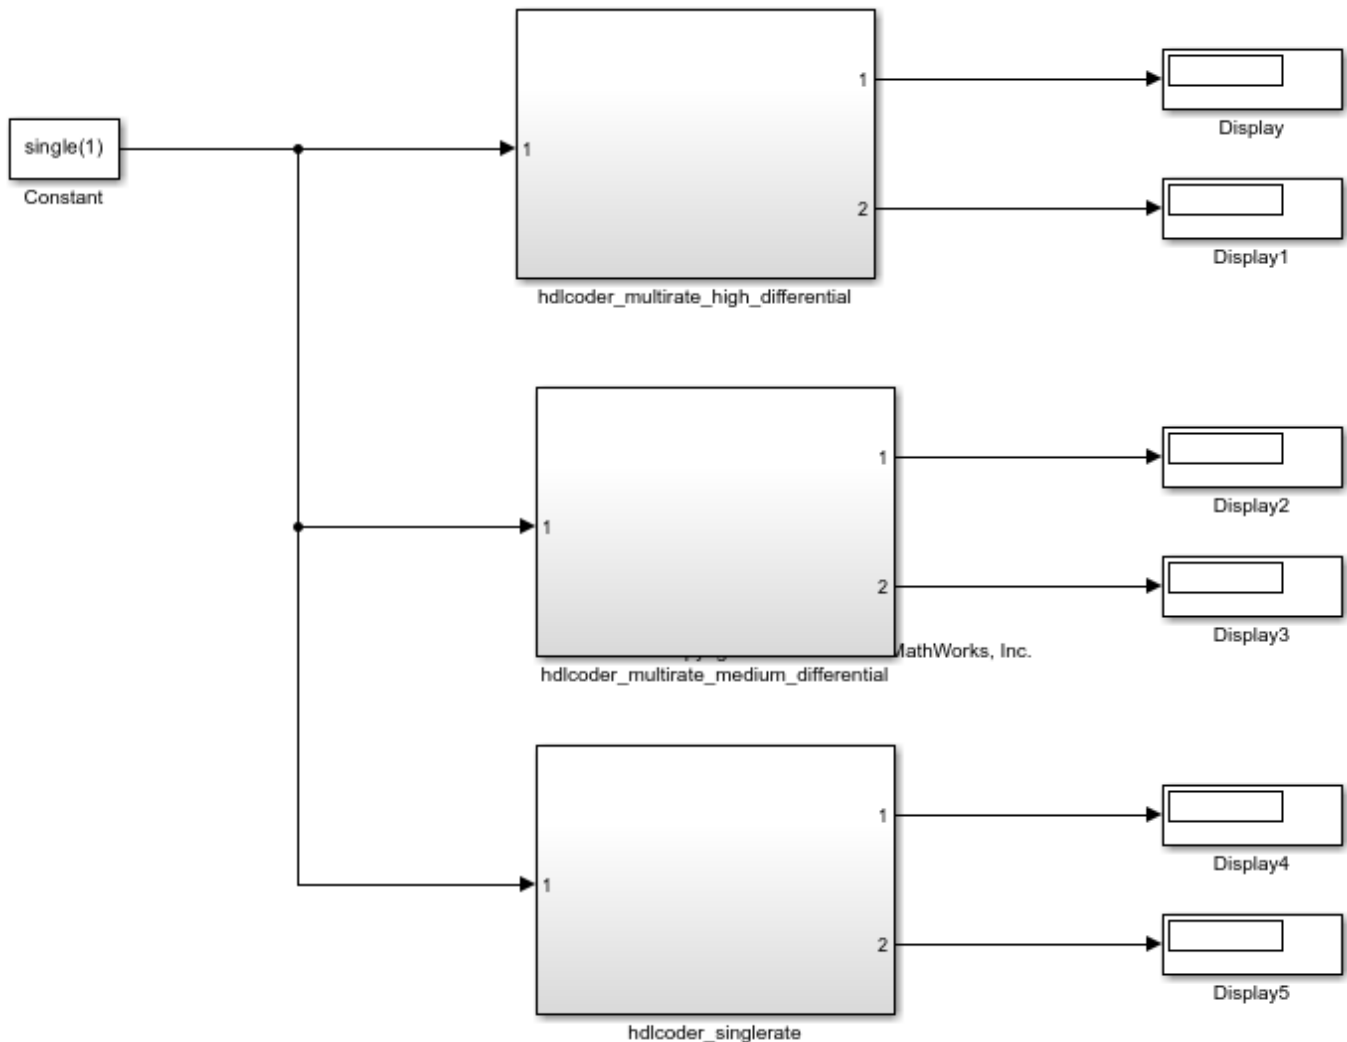 single(1)
Constant
1
1
2
hdlcoder_multirate_high_differential
Display
Display1
1
1
2
MathWorks, Inc.
hdlcoder_multirate_medium_differential
Display2
Display3
1
1
2
hdlcoder_singlerate
Display4
Display5